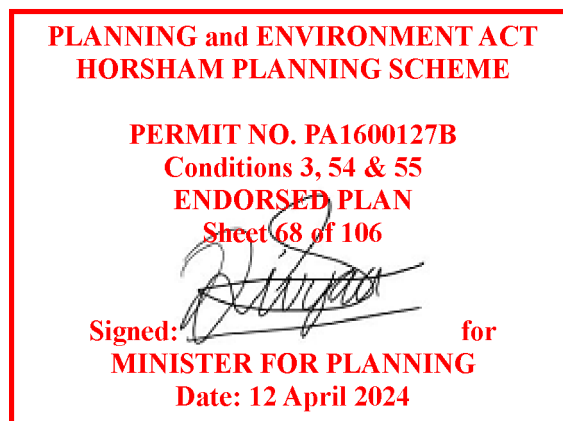 PLANNING and ENVIRONMENT ACT
HORSHAM PLANNING SCHEME
PERMIT NO. PA1600127B
Conditions 3, 54 & 55
ENDORSED PLAN
Sheet 68 of 106
Signed: for
MINISTER FOR PLANNING
Date: 12 April 2024